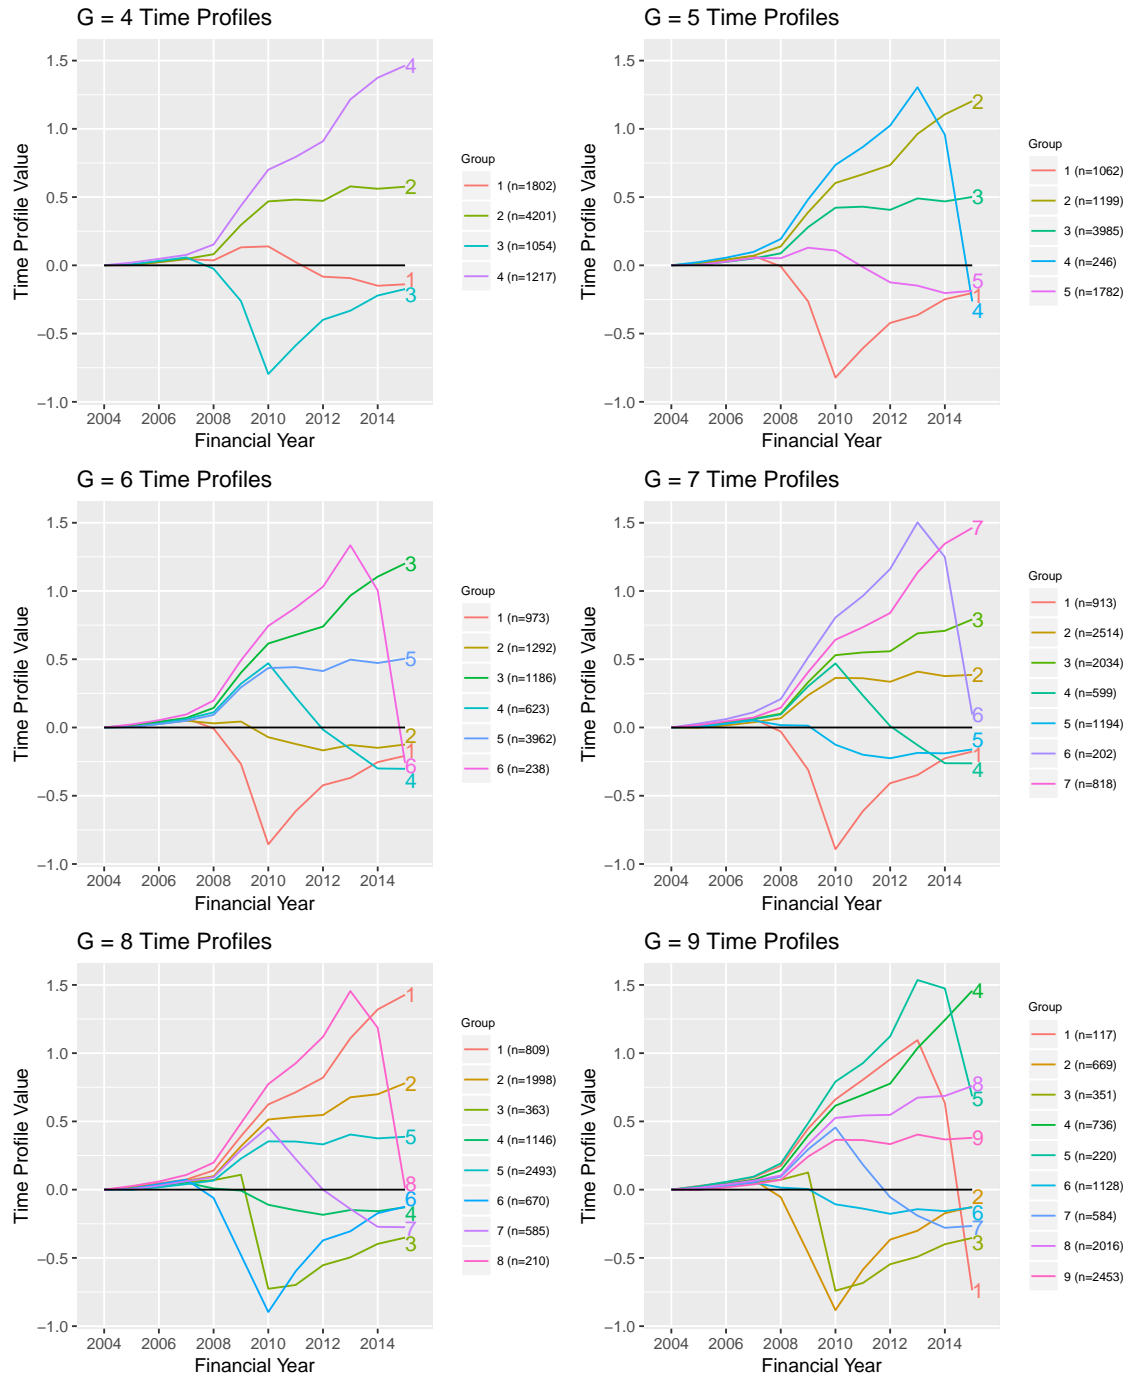 G = 4 Time Profiles
1.5
1.0
0.5
0.0
−0.5
−1.0
Time Profile Value
4
2
1
3
2004 2006 2008 2010 2012 2014
Financial Year
Group
1 (n=1802)
2 (n=4201)
3 (n=1054)
4 (n=1217)
G = 5 Time Profiles
1.5
1.0
0.5
0.0
−0.5
−1.0
Time Profile Value
2
3
5
1
4
2004 2006 2008 2010 2012 2014
Financial Year
Group
1 (n=1062)
2 (n=1199)
3 (n=3985)
4 (n=246)
5 (n=1782)
G = 6 Time Profiles
1.5
1.0
0.5
0.0
−0.5
−1.0
Time Profile Value
3
5
2
1
6
4
2004 2006 2008 2010 2012 2014
Financial Year
Group
1 (n=973)
2 (n=1292)
3 (n=1186)
4 (n=623)
5 (n=3962)
6 (n=238)
G = 7 Time Profiles
1.5
1.0
0.5
0.0
−0.5
−1.0
Time Profile Value
7
3
2
6
5
1
4
2004 2006 2008 2010 2012 2014
Financial Year
Group
1 (n=913)
2 (n=2514)
3 (n=2034)
4 (n=599)
5 (n=1194)
6 (n=202)
7 (n=818)
G = 8 Time Profiles
1.5
1.0
0.5
0.0
−0.5
−1.0
Time Profile Value
1
2
5
8
6
4
7
3
2004 2006 2008 2010 2012 2014
Financial Year
Group
1 (n=809)
2 (n=1998)
3 (n=363)
4 (n=1146)
5 (n=2493)
6 (n=670)
7 (n=585)
8 (n=210)
G = 9 Time Profiles
1.5
1.0
0.5
0.0
−0.5
−1.0
Time Profile Value
4
8
5
9
2
6
7
3
1
2004 2006 2008 2010 2012 2014
Financial Year
Group
1 (n=117)
2 (n=669)
3 (n=351)
4 (n=736)
5 (n=220)
6 (n=1128)
7 (n=584)
8 (n=2016)
9 (n=2453)